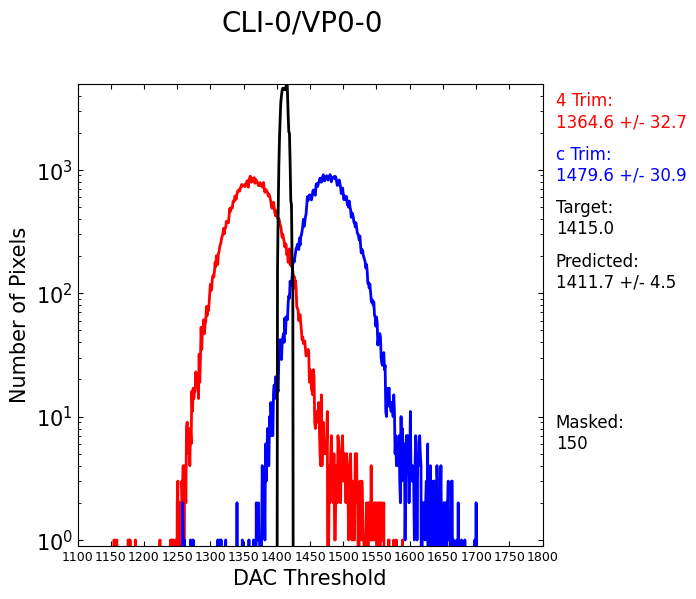 CLI-0/VP0-0
4 Trim:
1364.6 +/- 32.7
c Trim:
1479.6 +/- 30.9
Target:
1415.0
Predicted:
1411.7 +/- 4.5
Masked:
150
Number of Pixels
10³
10²
10¹
10⁰
1100 1150 1200 1250 1300 1350 1400 1450 1500 1550 1600 1650 1700 1750 1800
DAC Threshold